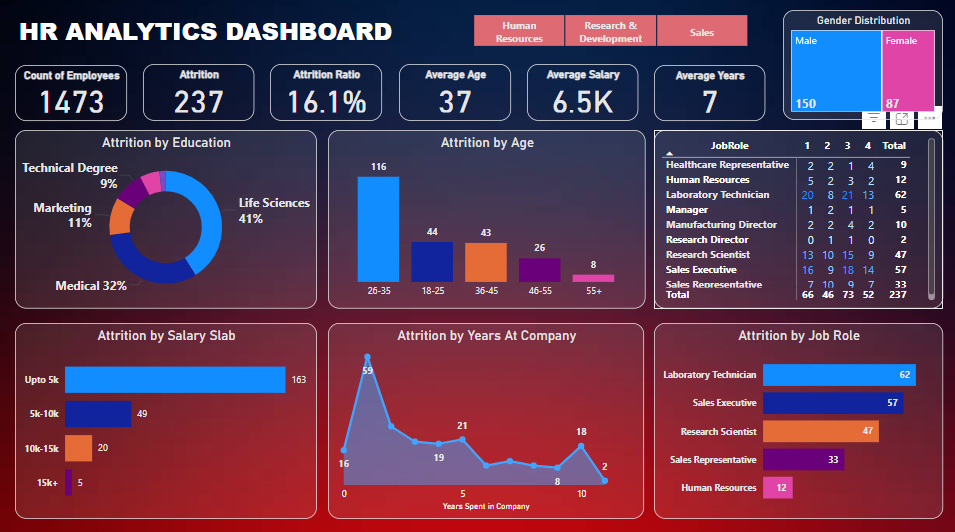 HR ANALYTICS DASHBOARD
Human
Resources
Research &
Development
Sales
Gender Distribution
Male
150
Female
87
Count of Employees
1473
Attrition
237
Attrition Ratio
16.1%
Average Age
37
Average Salary
6.5K
Average Years
7
Attrition by Education
Technical Degree
9%
Marketing
11%
Medical 32%
Life Sciences
41%
Attrition by Age
116
44
43
26
8
26-35
18-25
36-45
46-55
55+
JobRole 1 2 3 4 Total
Healthcare Representative 2 2 1 4 9
Human Resources 5 2 3 2 12
Laboratory Technician 20 8 21 13 62
Manager 1 2 1 1 5
Manufacturing Director 2 2 4 2 10
Research Director 0 1 1 0 2
Research Scientist 13 10 15 9 47
Sales Executive 16 9 18 14 57
Sales Representative 7 10 9 7 33
Total 66 46 73 52 237
Attrition by Salary Slab
Upto 5k 163
5k-10k 49
10k-15k 20
15k+ 5
Attrition by Years At Company
59
16
19
21
8
18
2
0
5
10
Years Spent in Company
Attrition by Job Role
Laboratory Technician 62
Sales Executive 57
Research Scientist 47
Sales Representative 33
Human Resources 12